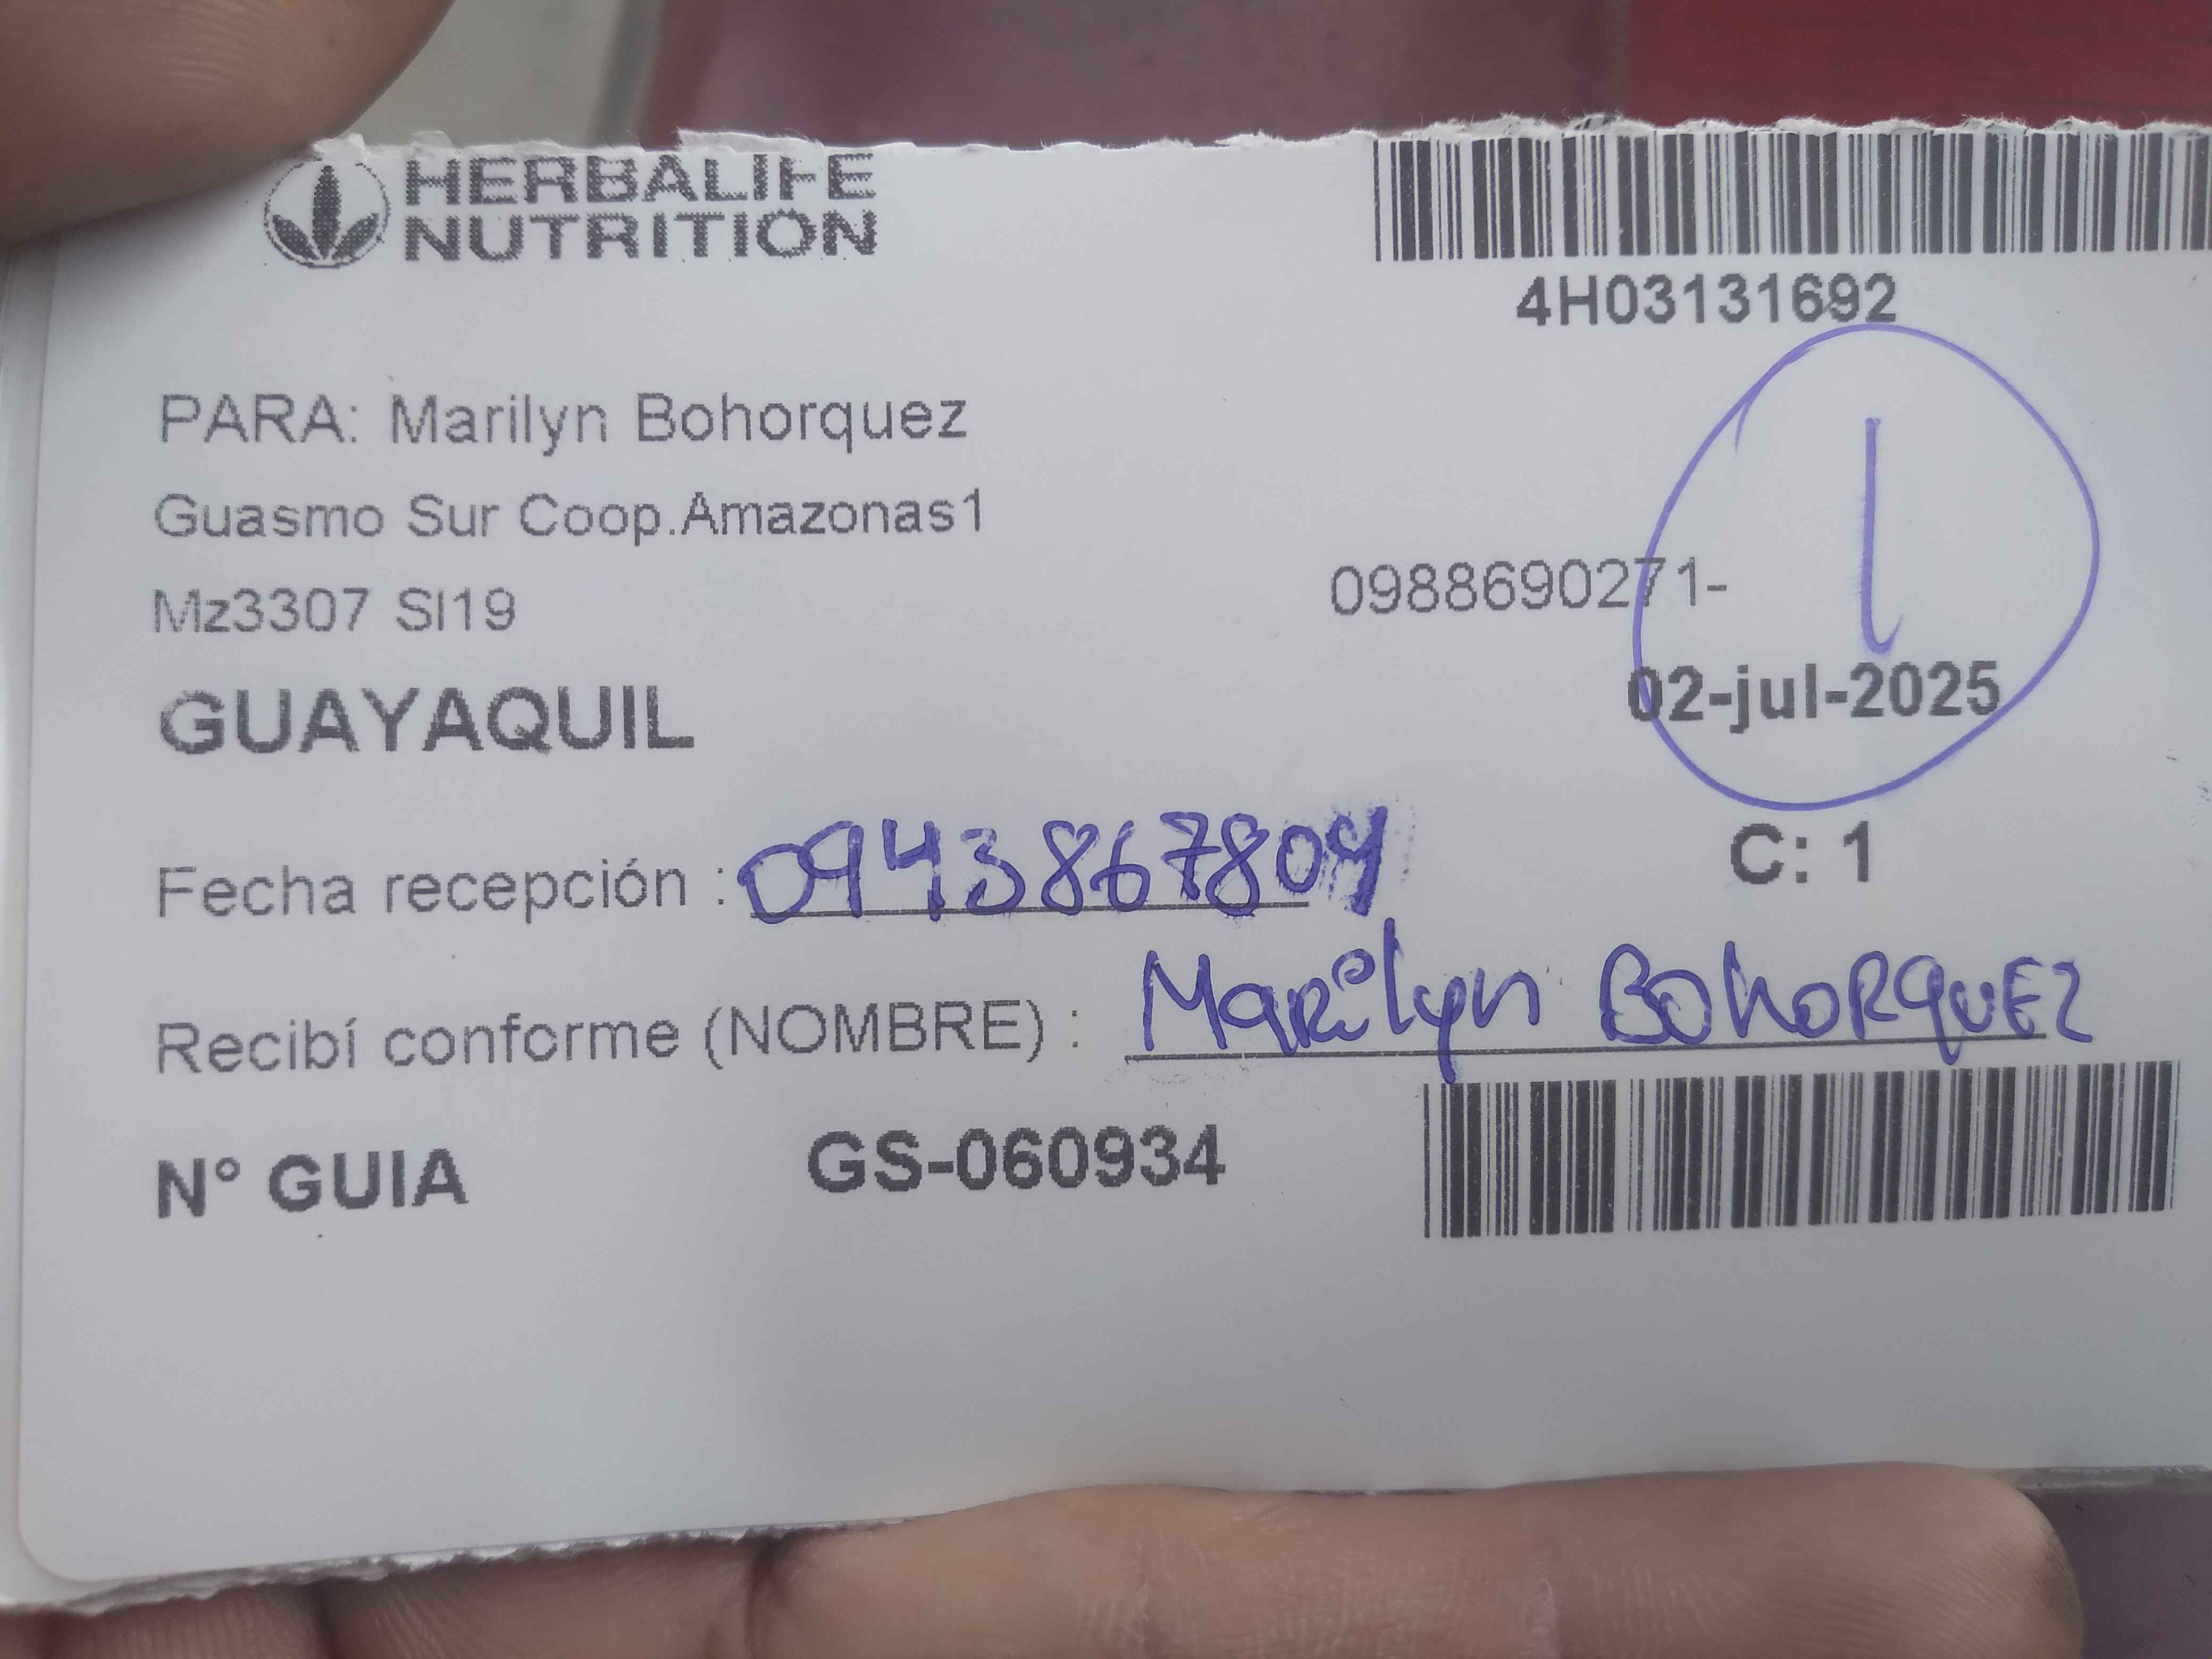 HERBALIFE
NUTRITION
4H03131692
PARA: Marilyn Bohorquez
Guasmo Sur Coop.Amazonas1
Mz3307 Sl19
0988690271-
1
GUAYAQUIL
02-jul-2025
C: 1
Fecha recepción : 0943867804
Recibí conforme (NOMBRE) : Marilyn BOhORquEz
N° GUIA GS-060934